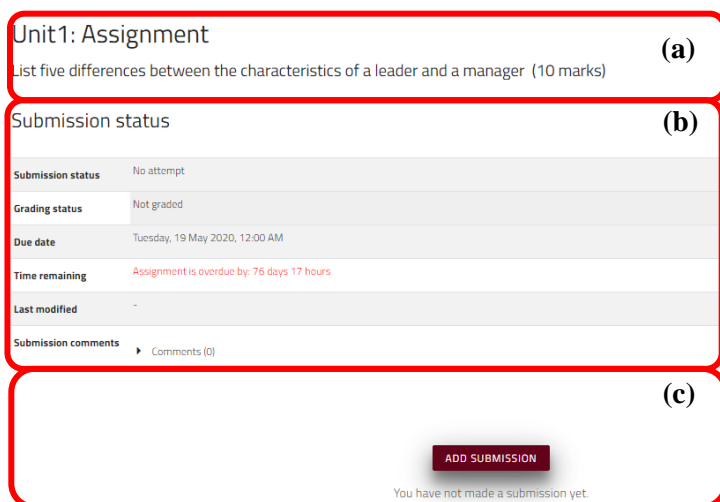 Unit1: Assignment
(a)
List five differences between the characteristics of a leader and a manager (10 marks)
Submission status
(b)
Submission status No attempt
Grading status Not graded
Due date Tuesday, 19 May 2020, 12:00 AM
Time remaining Assignment is overdue by: 76 days 17 hours
Last modified -
Submission comments Comments (0)
(c)
ADD SUBMISSION
You have not made a submission yet.